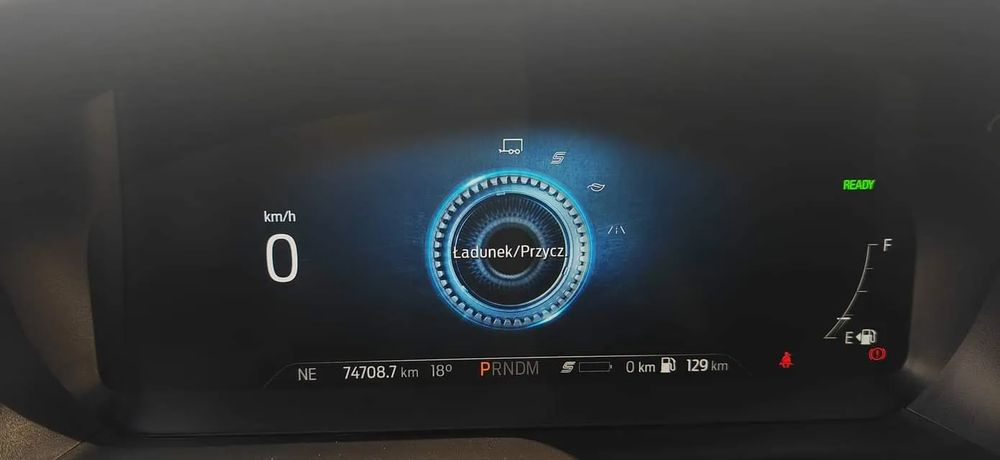 READY
km/h
0
Ładunek/Przycz.
F
E
NE 74708.7 km 18° PRNDM 0 km 129 km